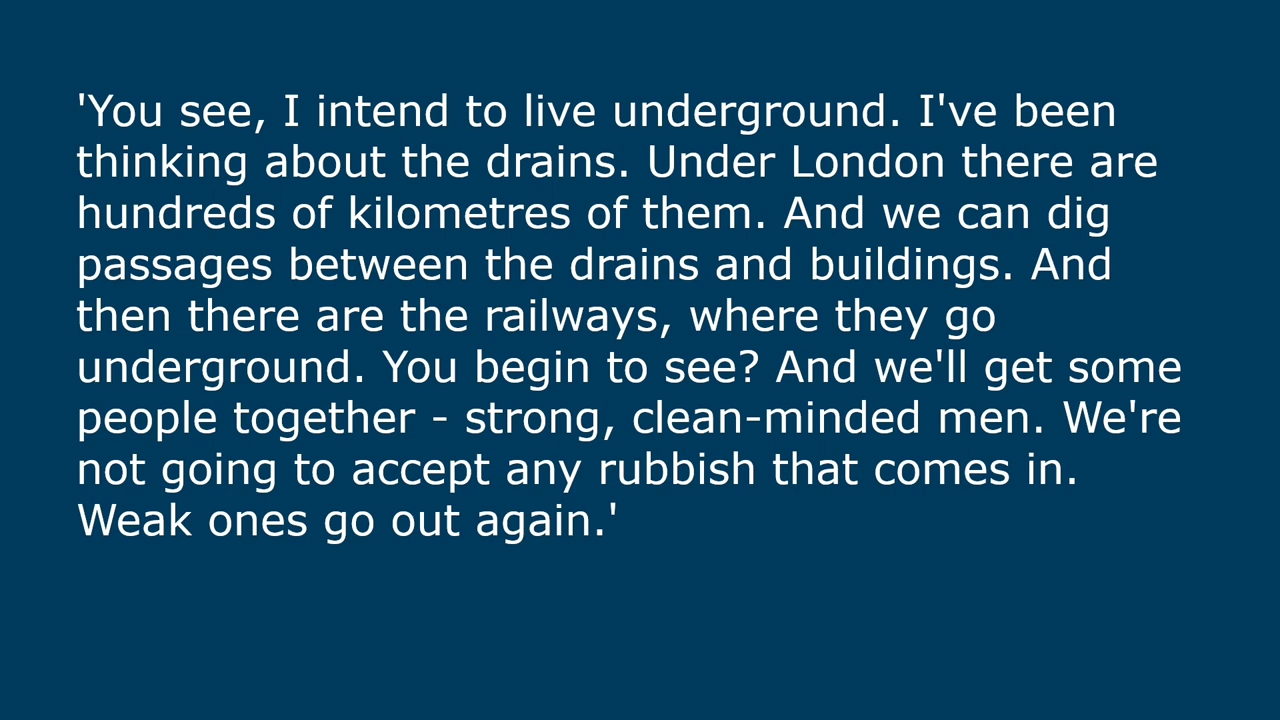 'You see, I intend to live underground. I've been
thinking about the drains. Under London there are
hundreds of kilometres of them. And we can dig
passages between the drains and buildings. And
then there are the railways, where they go
underground. You begin to see? And we'll get some
people together - strong, clean-minded men. We're
not going to accept any rubbish that comes in.
Weak ones go out again.'